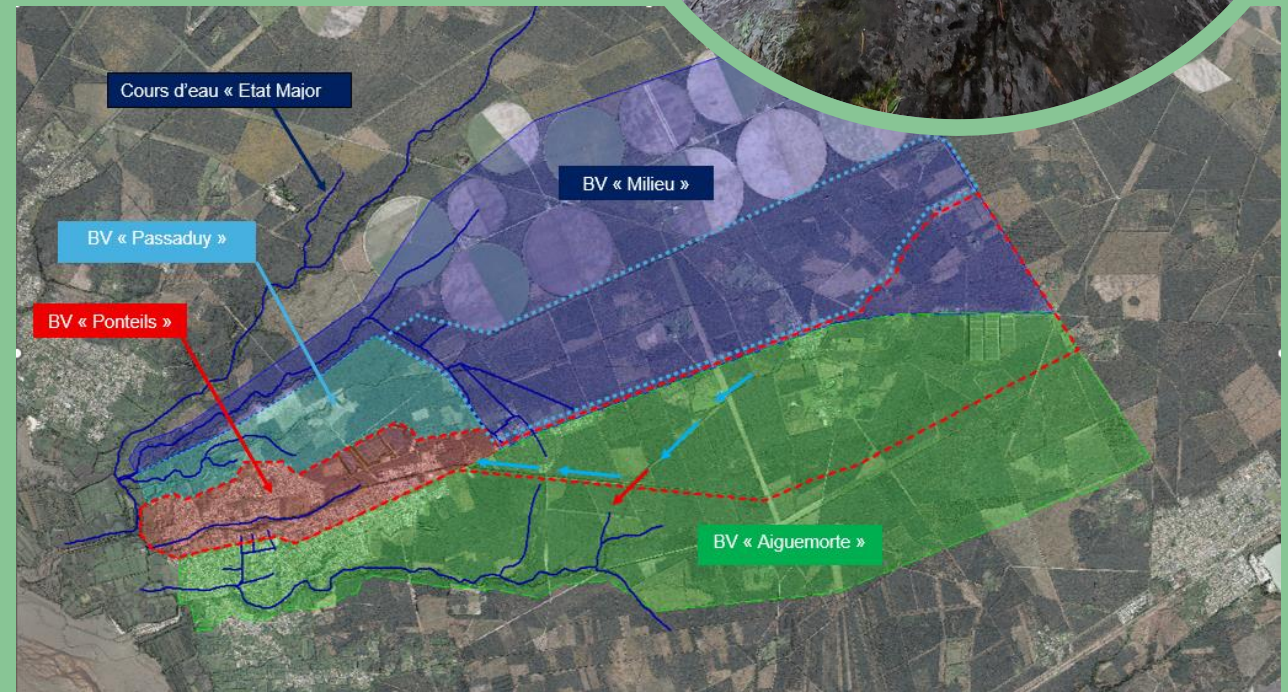 Cours d'eau « Etat Major
BV « Milieu »
BV « Passaduy »
BV « Ponteils »
BV « Aiguemorte »